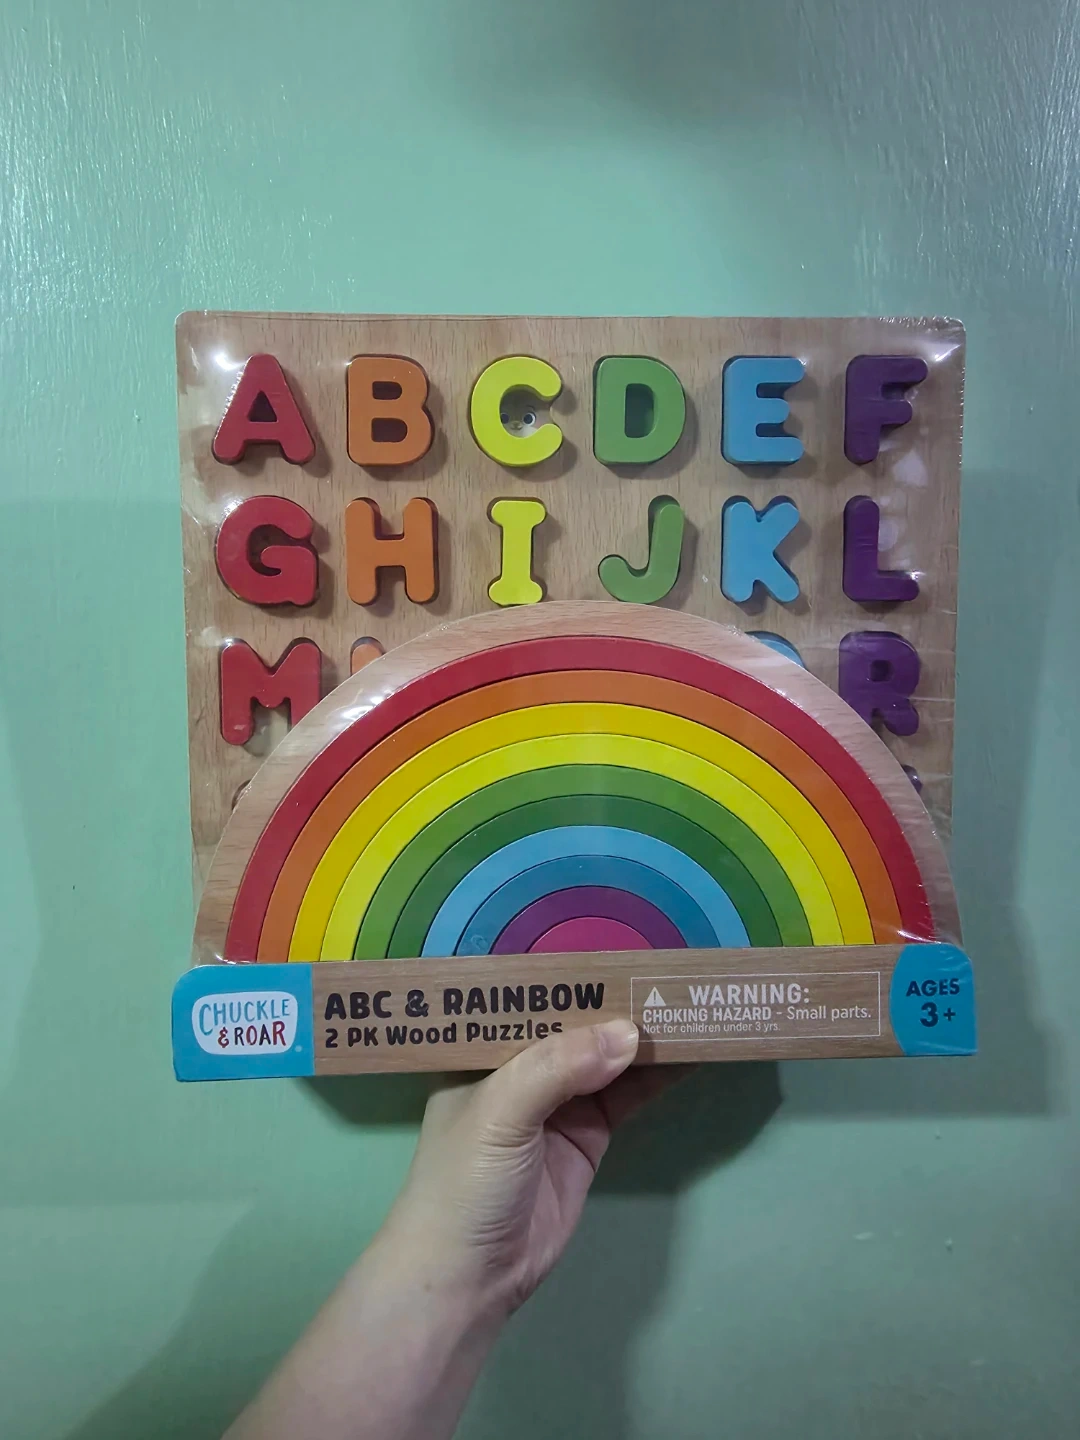 A B C D E F
G H I J K L
M R
CHUCKLE
& ROAR
ABC & RAINBOW
2 PK Wood Puzzles
WARNING:
CHOKING HAZARD - Small parts.
Not for children under 3 yrs.
AGES
3+